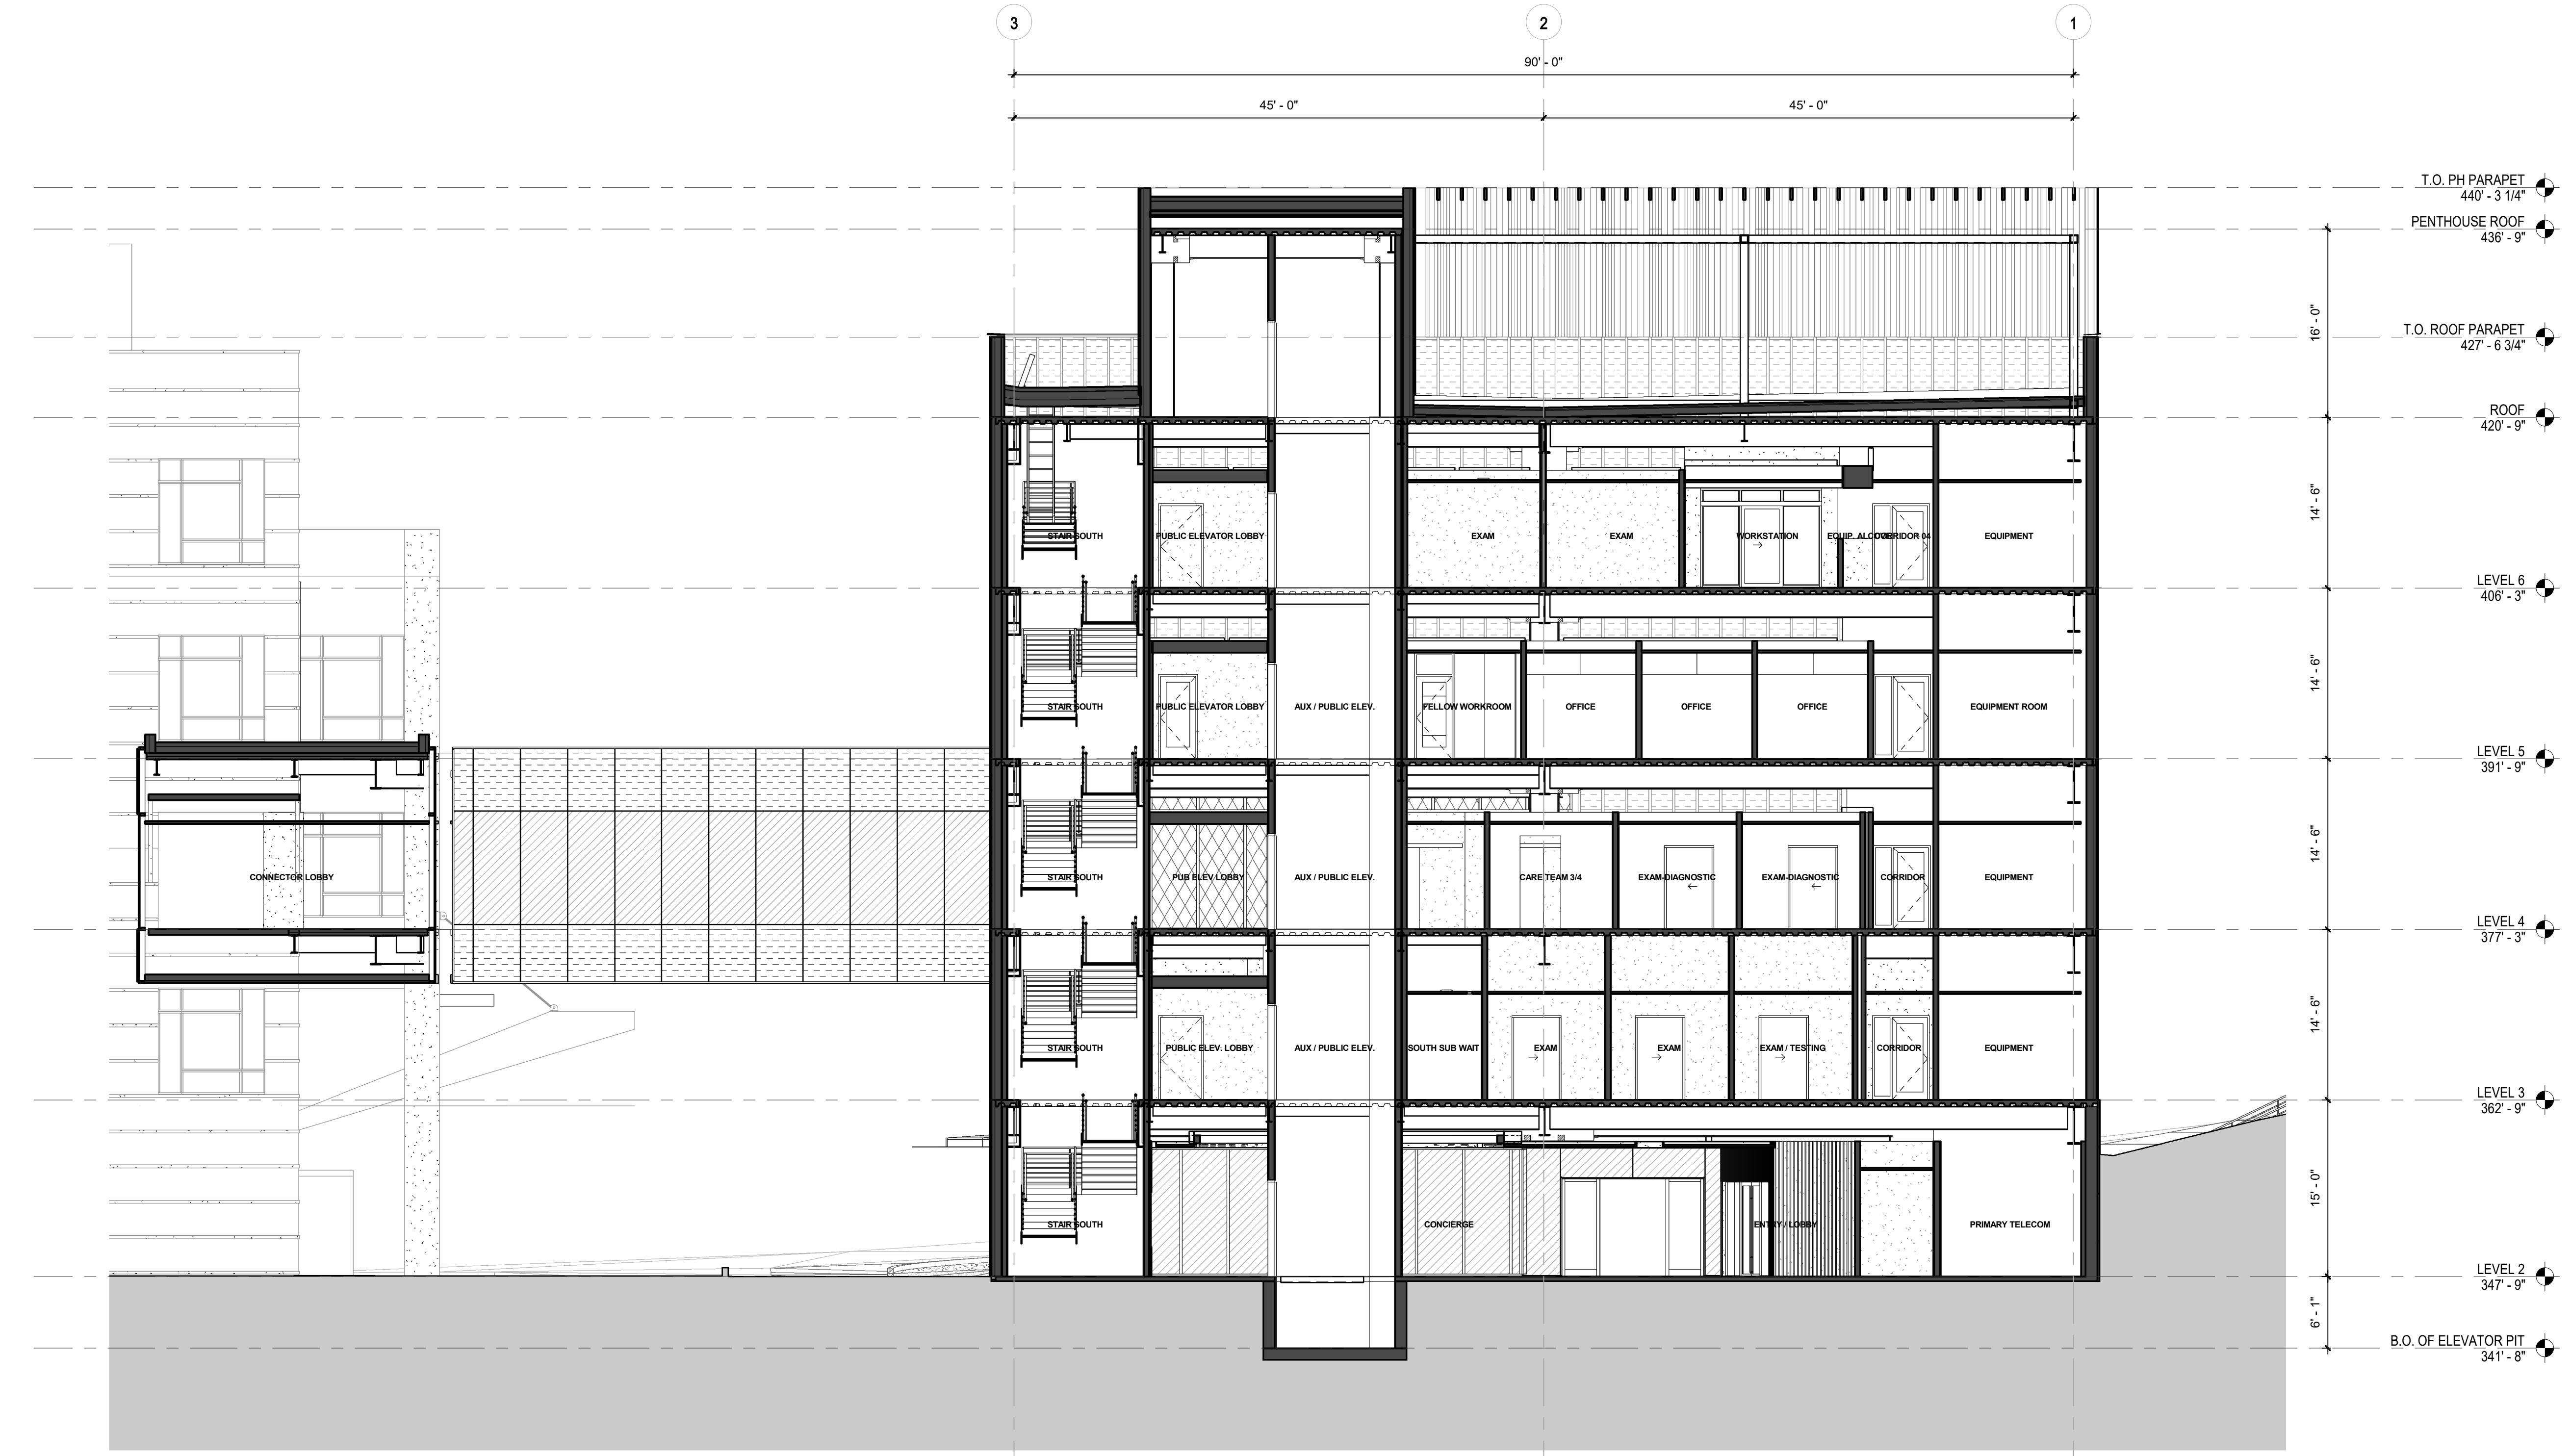 3
2
1
90' - 0"
45' - 0"
45' - 0"
T.O. PH PARAPET
440' - 3 1/4"
PENTHOUSE ROOF
436' - 9"
16' - 0"
T.O. ROOF PARAPET
427' - 6 3/4"
ROOF
420' - 9"
14' - 6"
STAIR SOUTH
PUBLIC ELEVATOR LOBBY
EXAM
EXAM
WORKSTATION
EQUIP. ALCOVE
CORRIDOR 04
EQUIPMENT
LEVEL 6
406' - 3"
14' - 6"
STAIR SOUTH
PUBLIC ELEVATOR LOBBY
AUX / PUBLIC ELEV.
FELLOW WORKROOM
OFFICE
OFFICE
OFFICE
EQUIPMENT ROOM
LEVEL 5
391' - 9"
14' - 6"
CONNECTOR LOBBY
STAIR SOUTH
PUB ELEV LOBBY
AUX / PUBLIC ELEV.
CARE TEAM 3/4
EXAM-DIAGNOSTIC
EXAM-DIAGNOSTIC
CORRIDOR
EQUIPMENT
LEVEL 4
377' - 3"
14' - 6"
STAIR SOUTH
PUBLIC ELEV. LOBBY
AUX / PUBLIC ELEV.
SOUTH SUB WAIT
EXAM
EXAM
EXAM / TESTING
CORRIDOR
EQUIPMENT
LEVEL 3
362' - 9"
15' - 0"
STAIR SOUTH
CONCIERGE
ENTRY / LOBBY
PRIMARY TELECOM
LEVEL 2
347' - 9"
6' - 1"
B.O. OF ELEVATOR PIT
341' - 8"